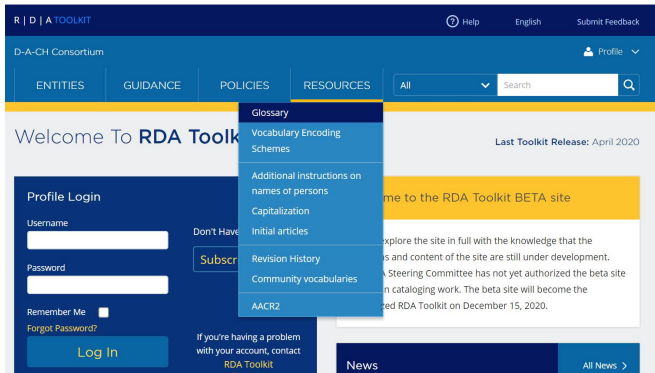 R | D | A TOOLKIT
Help English Submit Feedback
D-A-CH Consortium
Profile
ENTITIES GUIDANCE POLICIES RESOURCES All Search
Glossary
Vocabulary Encoding
Schemes
Additional instructions on
names of persons
Capitalization
Initial articles
Revision History
Community vocabularies
AACR2
Welcome To RDA Toolk
Last Toolkit Release: April 2020
Profile Login
Username
Password
Remember Me
Forgot Password?
Log In
Don't Have
Subscr
If you're having a problem
with your account, contact
RDA Toolkit
me to the RDA Toolkit BETA site
explore the site in full with the knowledge that the
s and content of the site are still under development.
Steering Committee has not yet authorized the beta site
n cataloging work. The beta site will become the
zed RDA Toolkit on December 15, 2020.
News
All News >